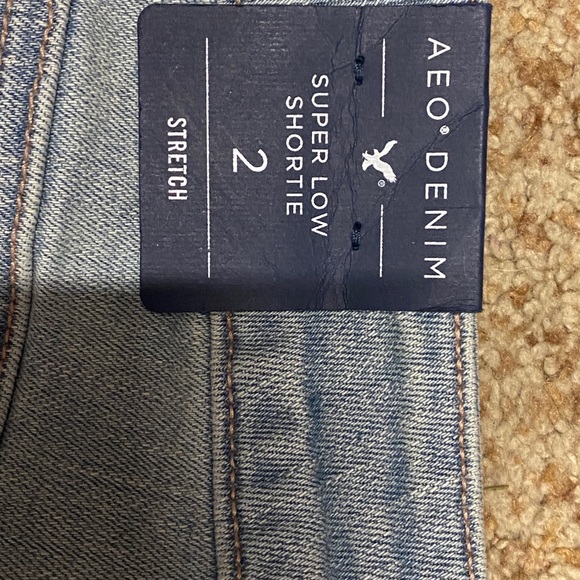 AEO® DENIM
®
SUPER LOW
SHORTIE
2
STRETCH